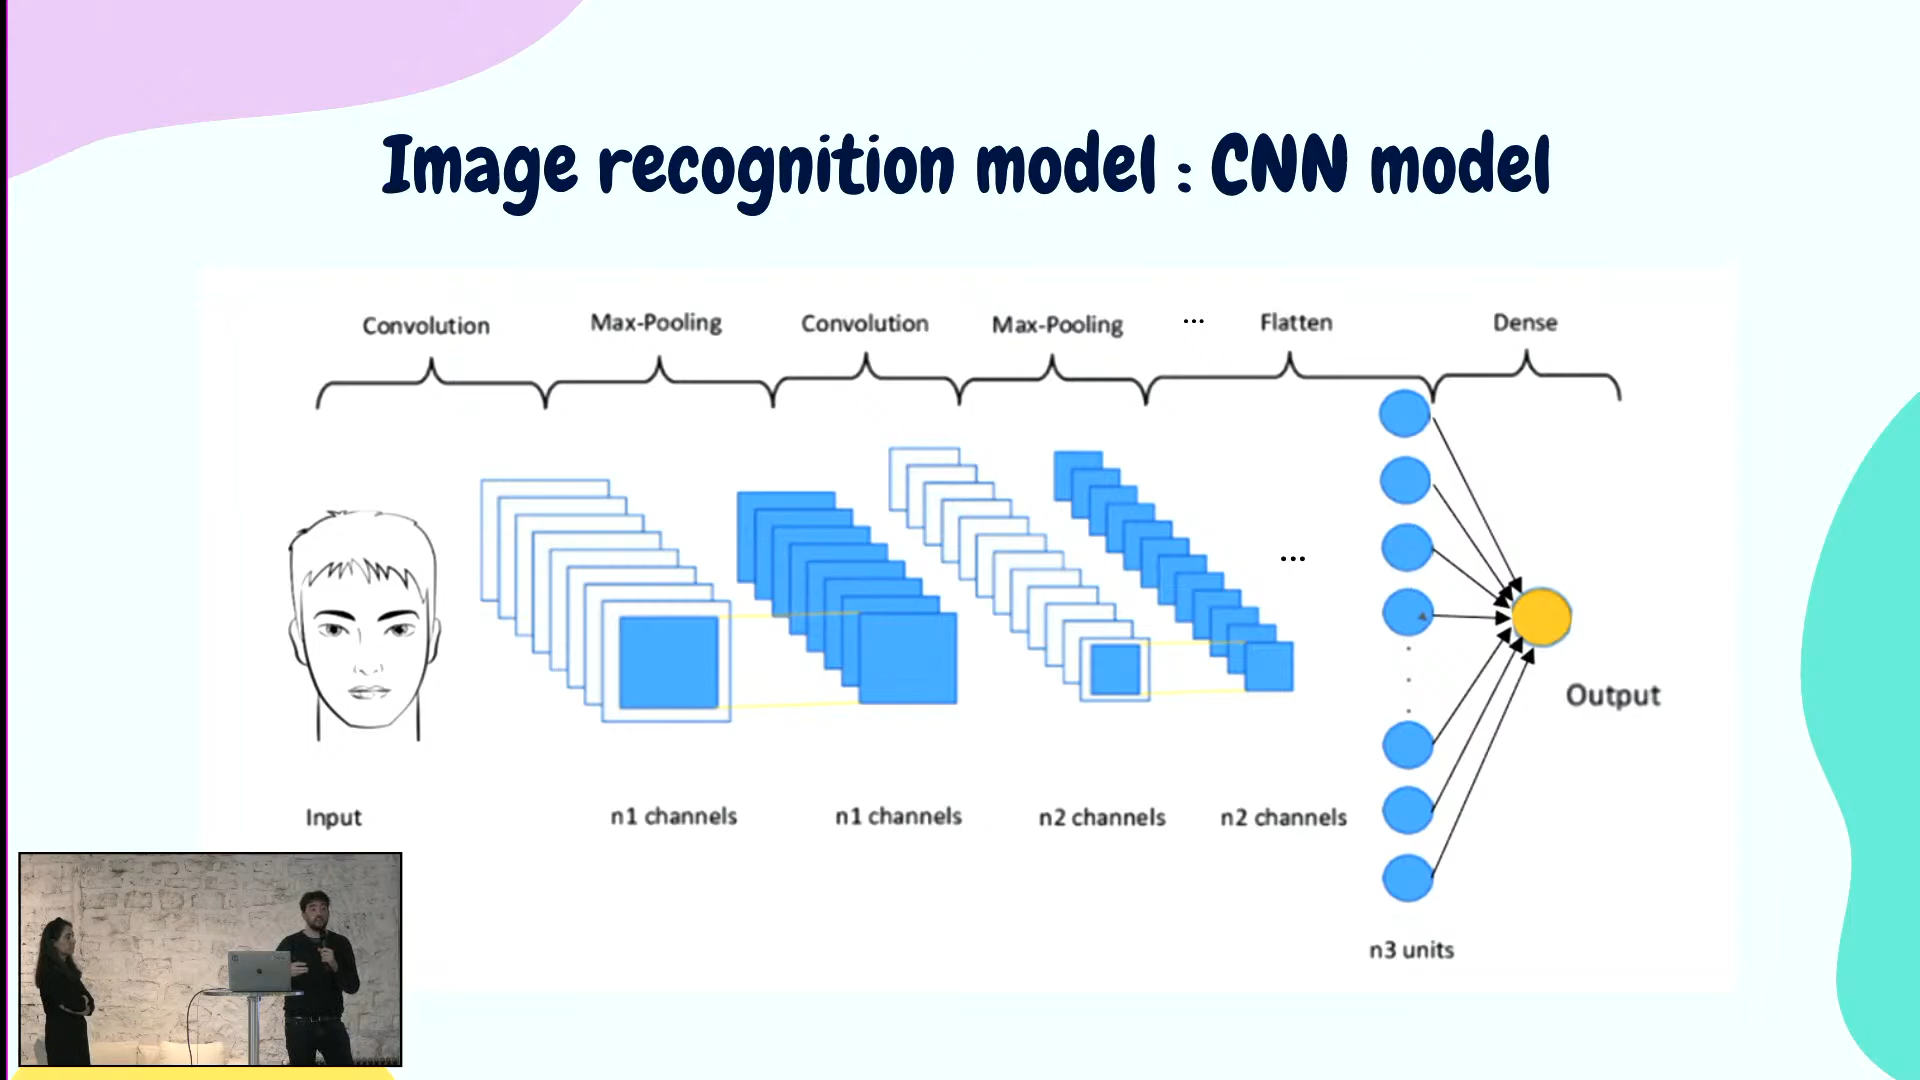 Image recognition model : CNN model
Convolution Max-Pooling Convolution Max-Pooling ... Flatten Dense
...
Output
Input n1 channels n1 channels n2 channels n2 channels
n3 units